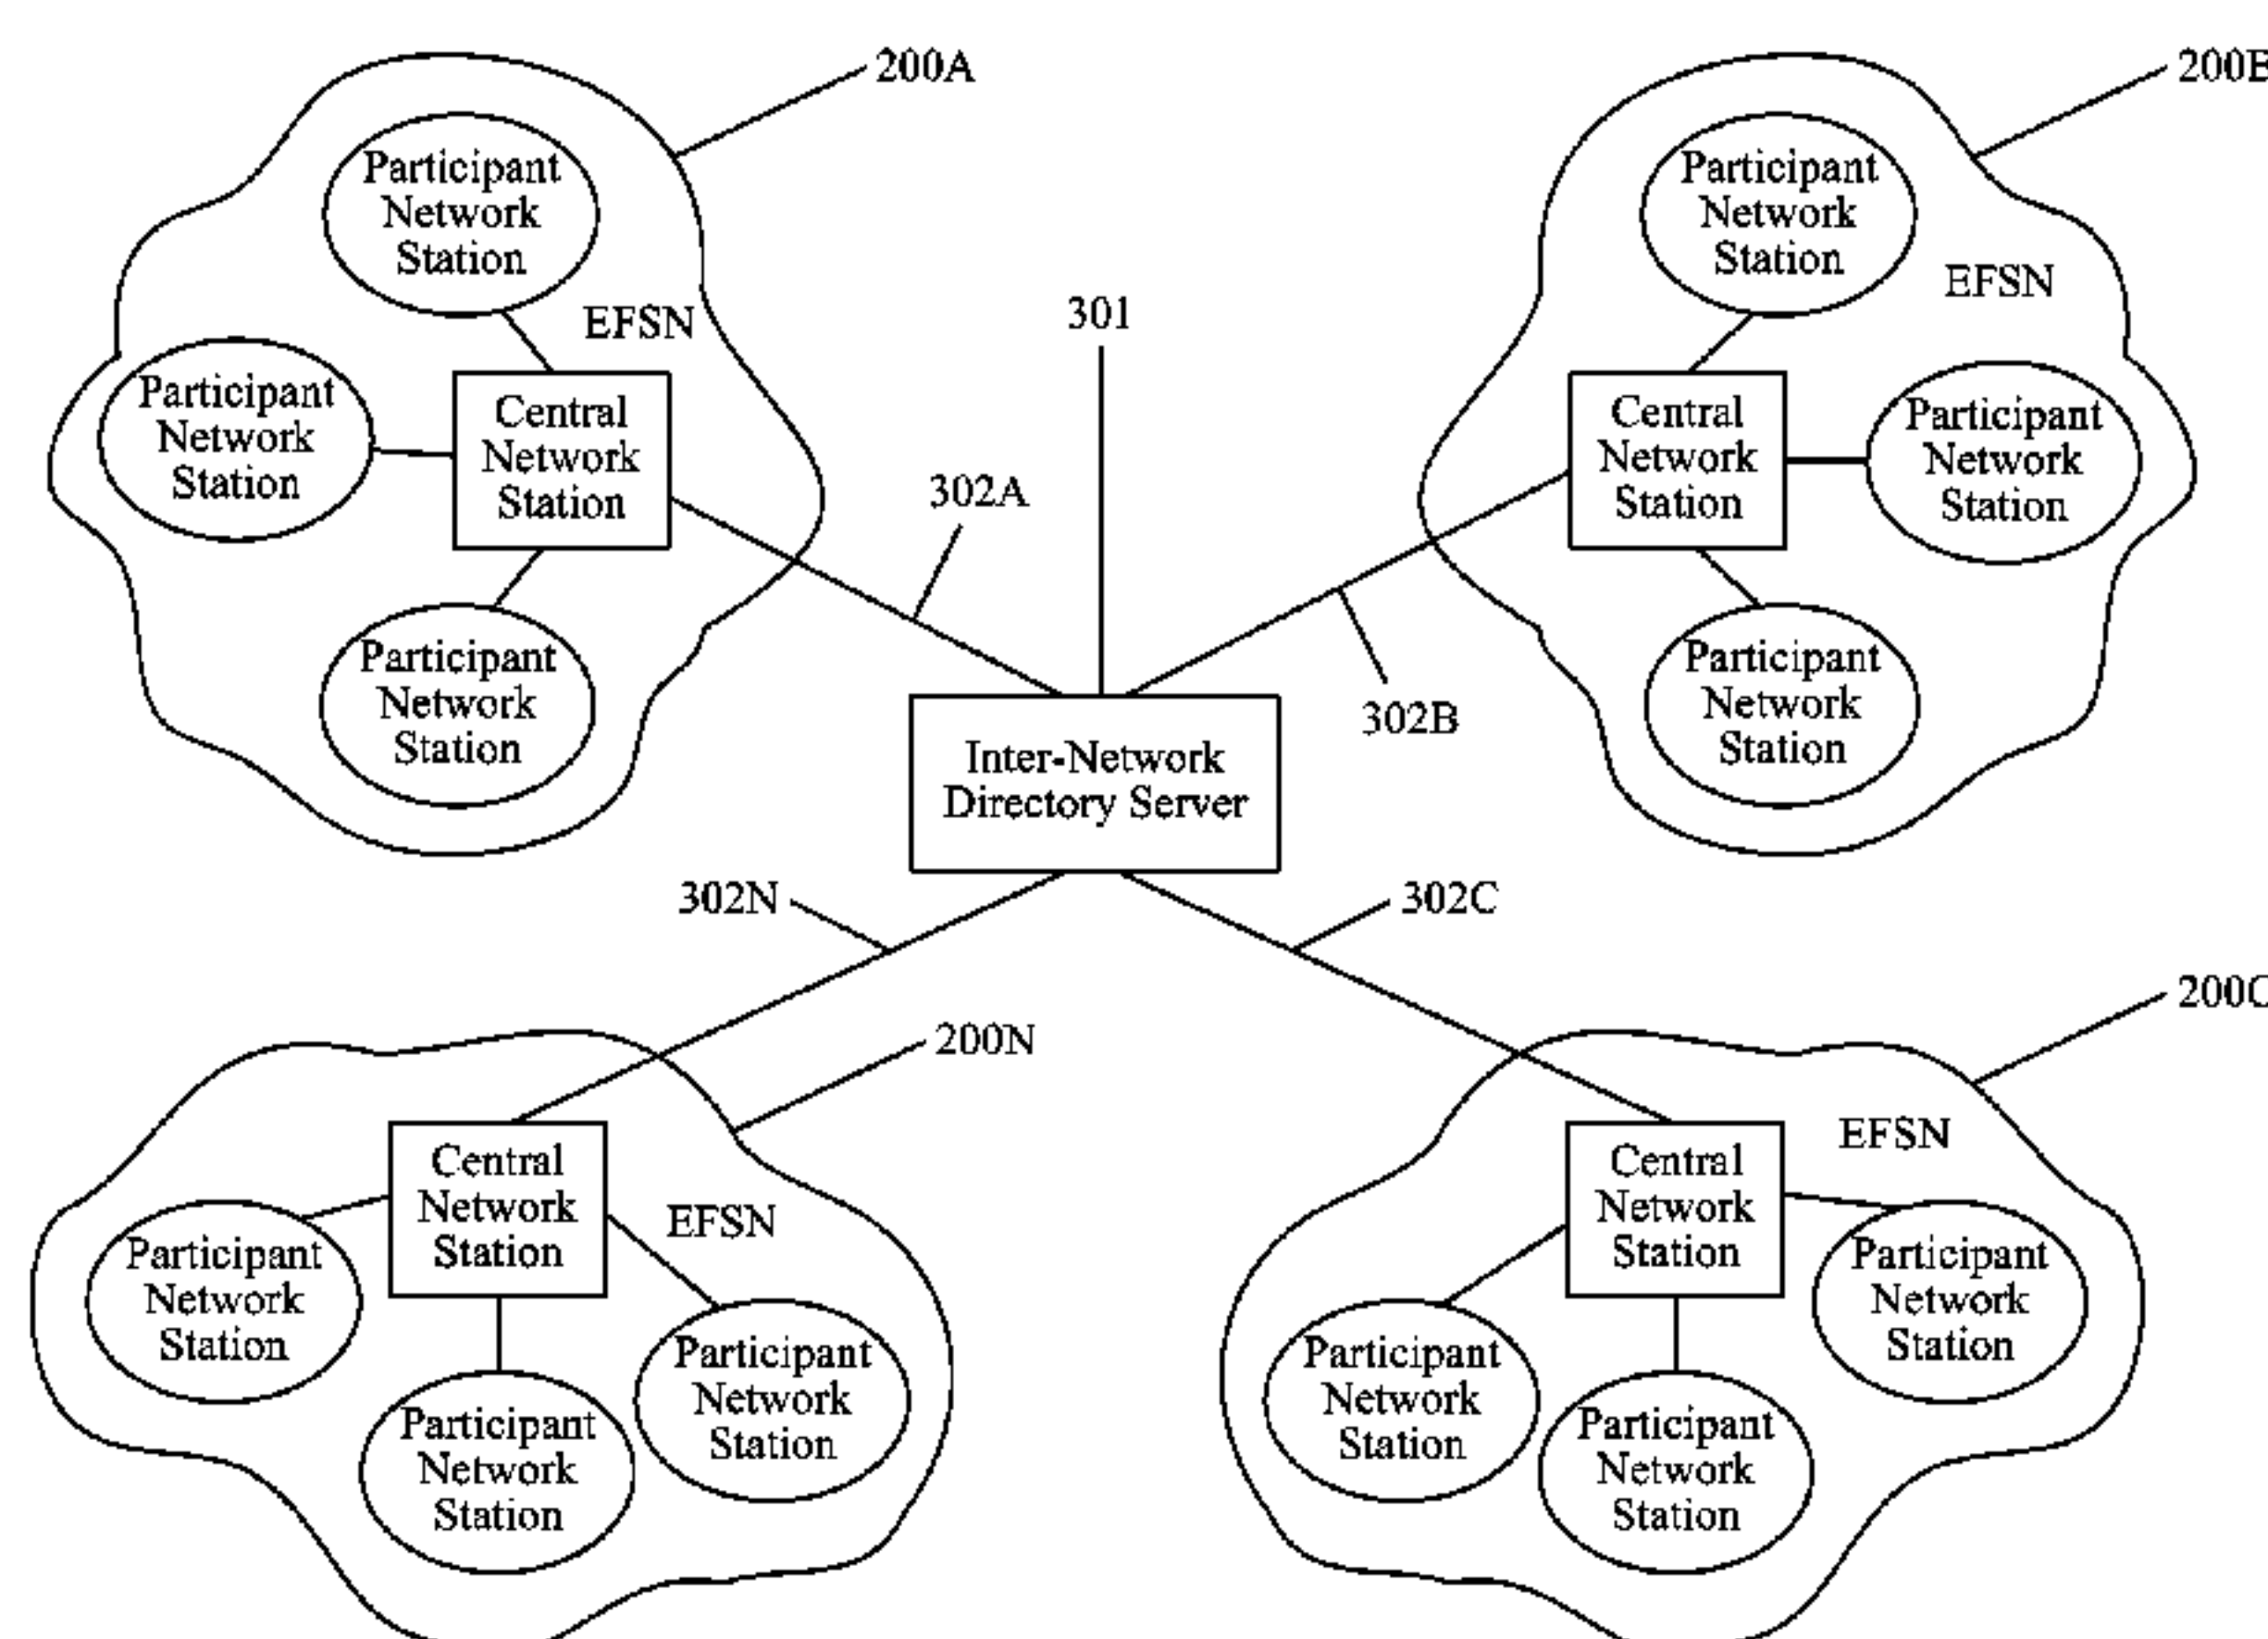 200A
Participant
Network
Station
EFSN
Participant
Network
Station
Central
Network
Station
Participant
Network
Station
302A
301
200B
Participant
Network
Station
EFSN
Central
Network
Station
Participant
Network
Station
Participant
Network
Station
302B
Inter-Network
Directory Server
302N
302C
200N
Central
Network
Station
EFSN
Participant
Network
Station
Participant
Network
Station
Participant
Network
Station
200C
EFSN
Central
Network
Station
Participant
Network
Station
Participant
Network
Station
Participant
Network
Station